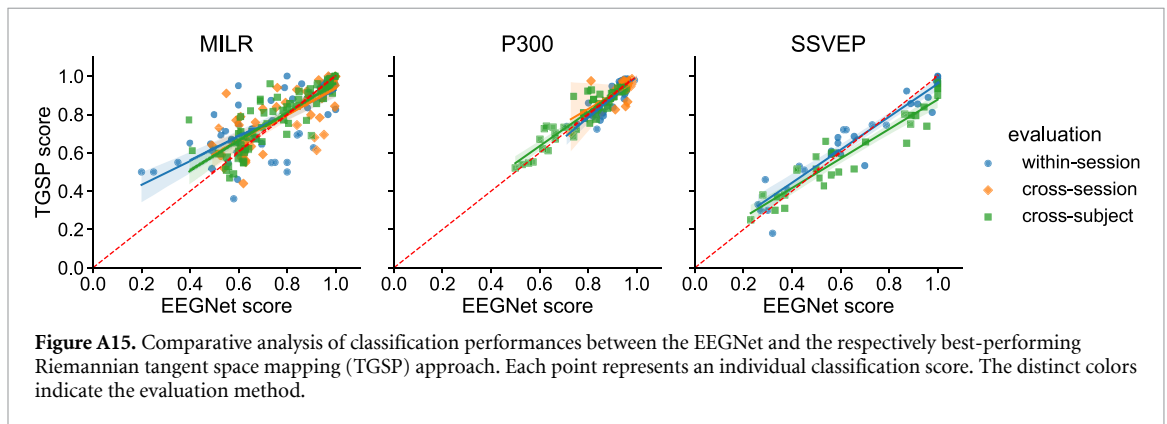 MILR
P300
SSVEP
TGSP score
1.0
0.8
0.6
0.4
0.2
0.0
0.0 0.2 0.4 0.6 0.8 1.0
EEGNet score
0.0 0.2 0.4 0.6 0.8 1.0
EEGNet score
0.0 0.2 0.4 0.6 0.8 1.0
EEGNet score
evaluation
within-session
cross-session
cross-subject
Figure A15. Comparative analysis of classification performances between the EEGNet and the respectively best-performing
Riemannian tangent space mapping (TGSP) approach. Each point represents an individual classification score. The distinct colors
indicate the evaluation method.